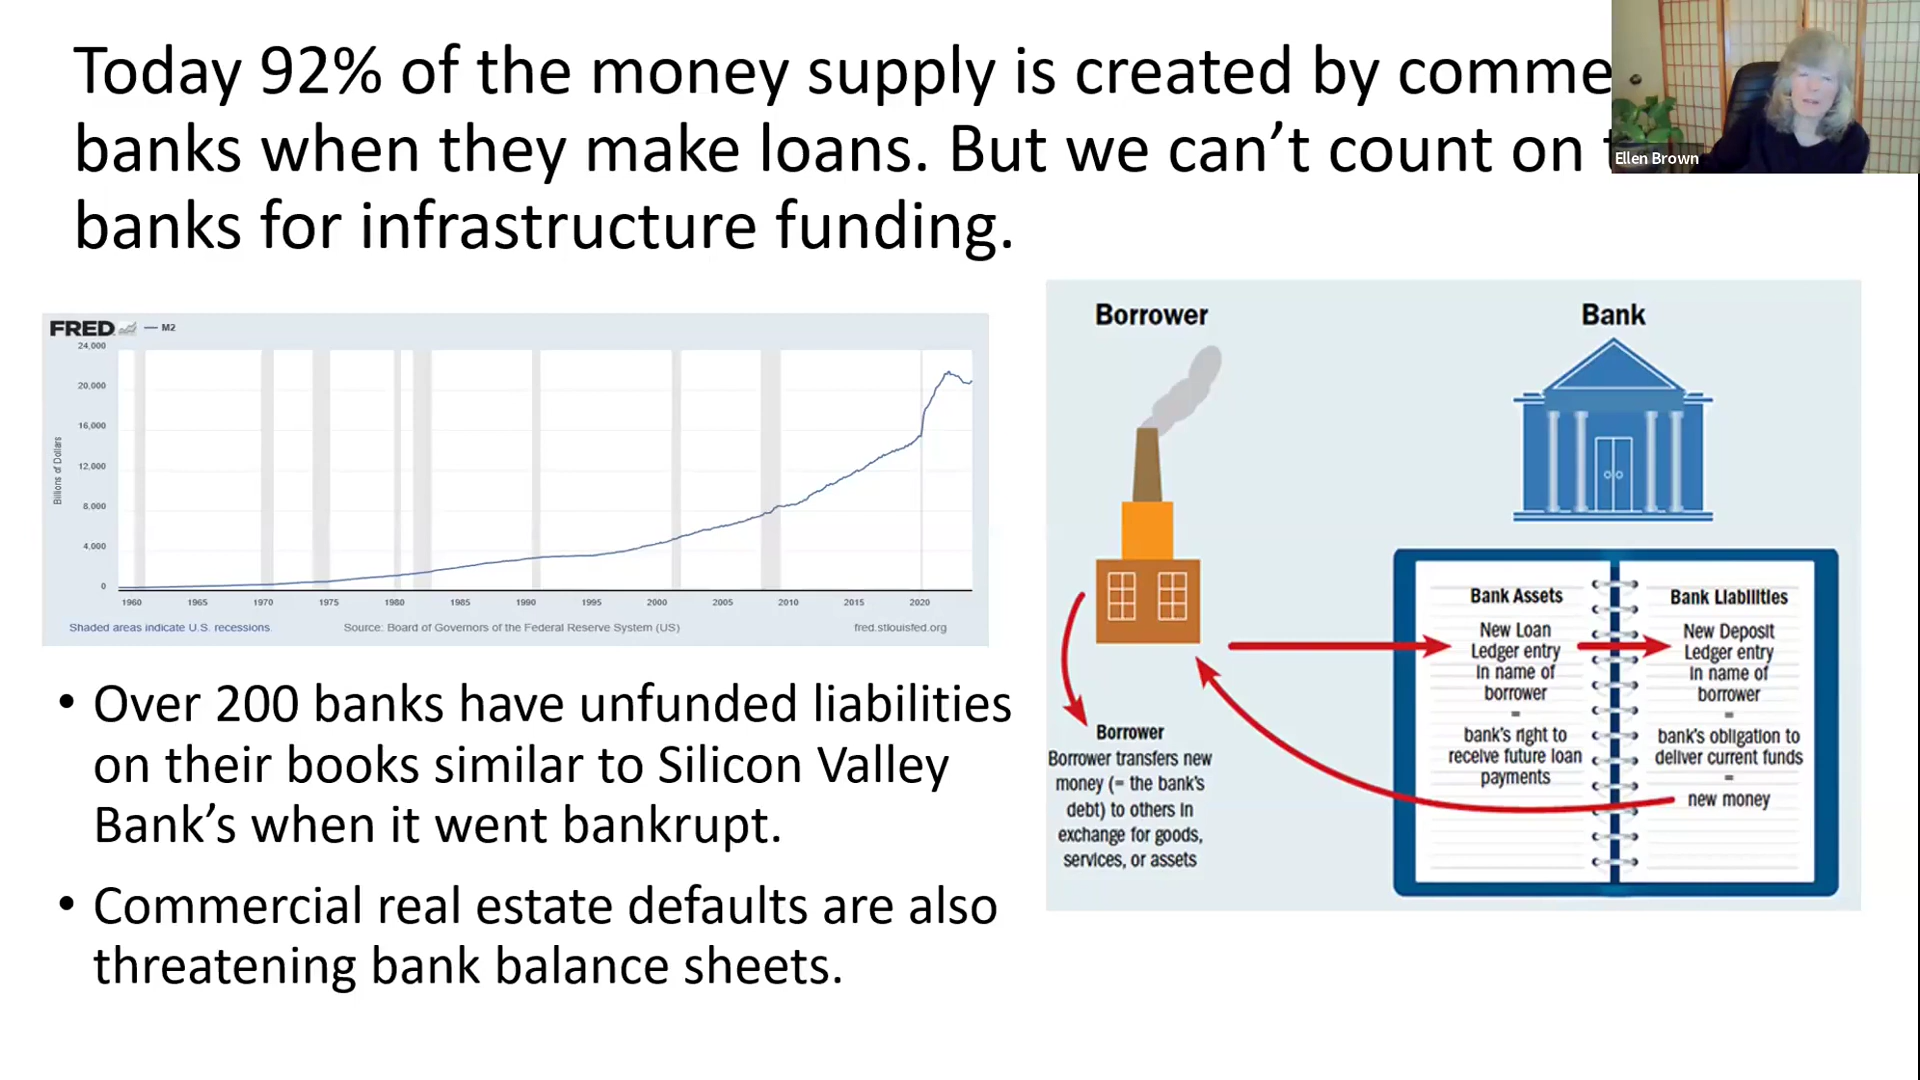 Today 92% of the money supply is created by comme
banks when they make loans. But we can’t count on
banks for infrastructure funding.
Ellen Brown
FRED — M2
24,000
20,000
16,000
12,000
8,000
4,000
0
Billions of Dollars
1960 1965 1970 1975 1980 1985 1990 1995 2000 2005 2010 2015 2020
Shaded areas indicate U.S. recessions.
Source: Board of Governors of the Federal Reserve System (US)
fred.stlouisfed.org
• Over 200 banks have unfunded liabilities
on their books similar to Silicon Valley
Bank’s when it went bankrupt.
• Commercial real estate defaults are also
threatening bank balance sheets.
Borrower
Bank
Bank Assets
New Loan
Ledger entry
in name of
borrower
=
bank's right to
receive future loan
payments
Bank Liabilities
New Deposit
Ledger entry
in name of
borrower
=
bank's obligation to
deliver current funds
=
new money
Borrower
Borrower transfers new
money (= the bank's
debt) to others in
exchange for goods,
services, or assets